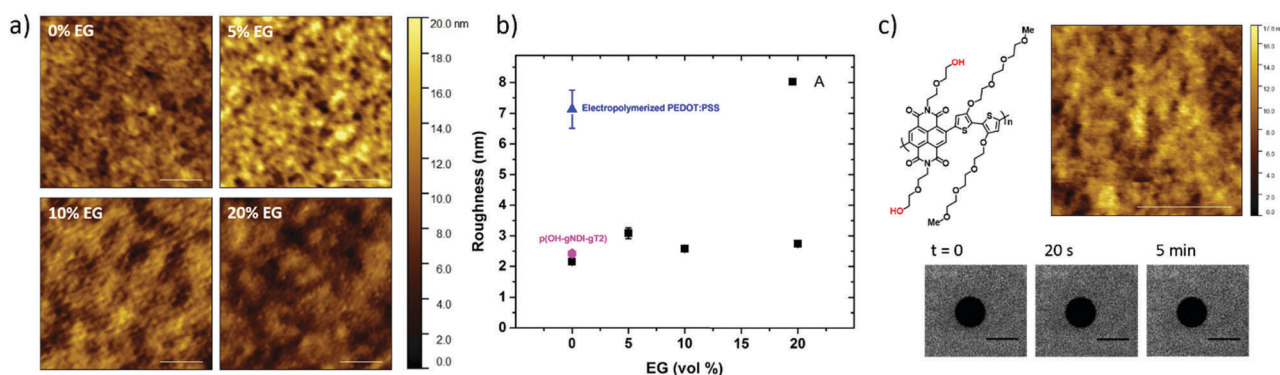 a)
0% EG
5% EG
10% EG
20% EG
20.0 nm
18.0
16.0
14.0
12.0
10.0
8.0
6.0
4.0
2.0
0.0
b)
Roughness (nm)
8
7
6
5
4
3
2
1
0
A
Electropolymerized PEDOT:PSS
p(OH-gNDI-gT2)
0
5
10
15
20
EG (vol %)
c)
Me
OH
O
O
O
O
O
N
O
O
O
S
n
S
O
N
O
O
O
O
O
HO
Me
O
17.0 nm
16.0
14.0
12.0
10.0
8.0
6.0
4.0
2.0
0.0
t = 0
20 s
5 min